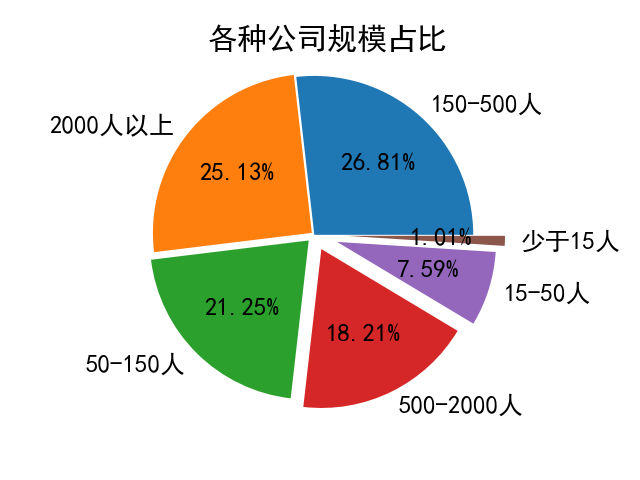 各种公司规模占比
150-500人
2000人以上
26.81%
25.13%
1.01%
少于15人
7.59%
15-50人
21.25%
18.21%
50-150人
500-2000人